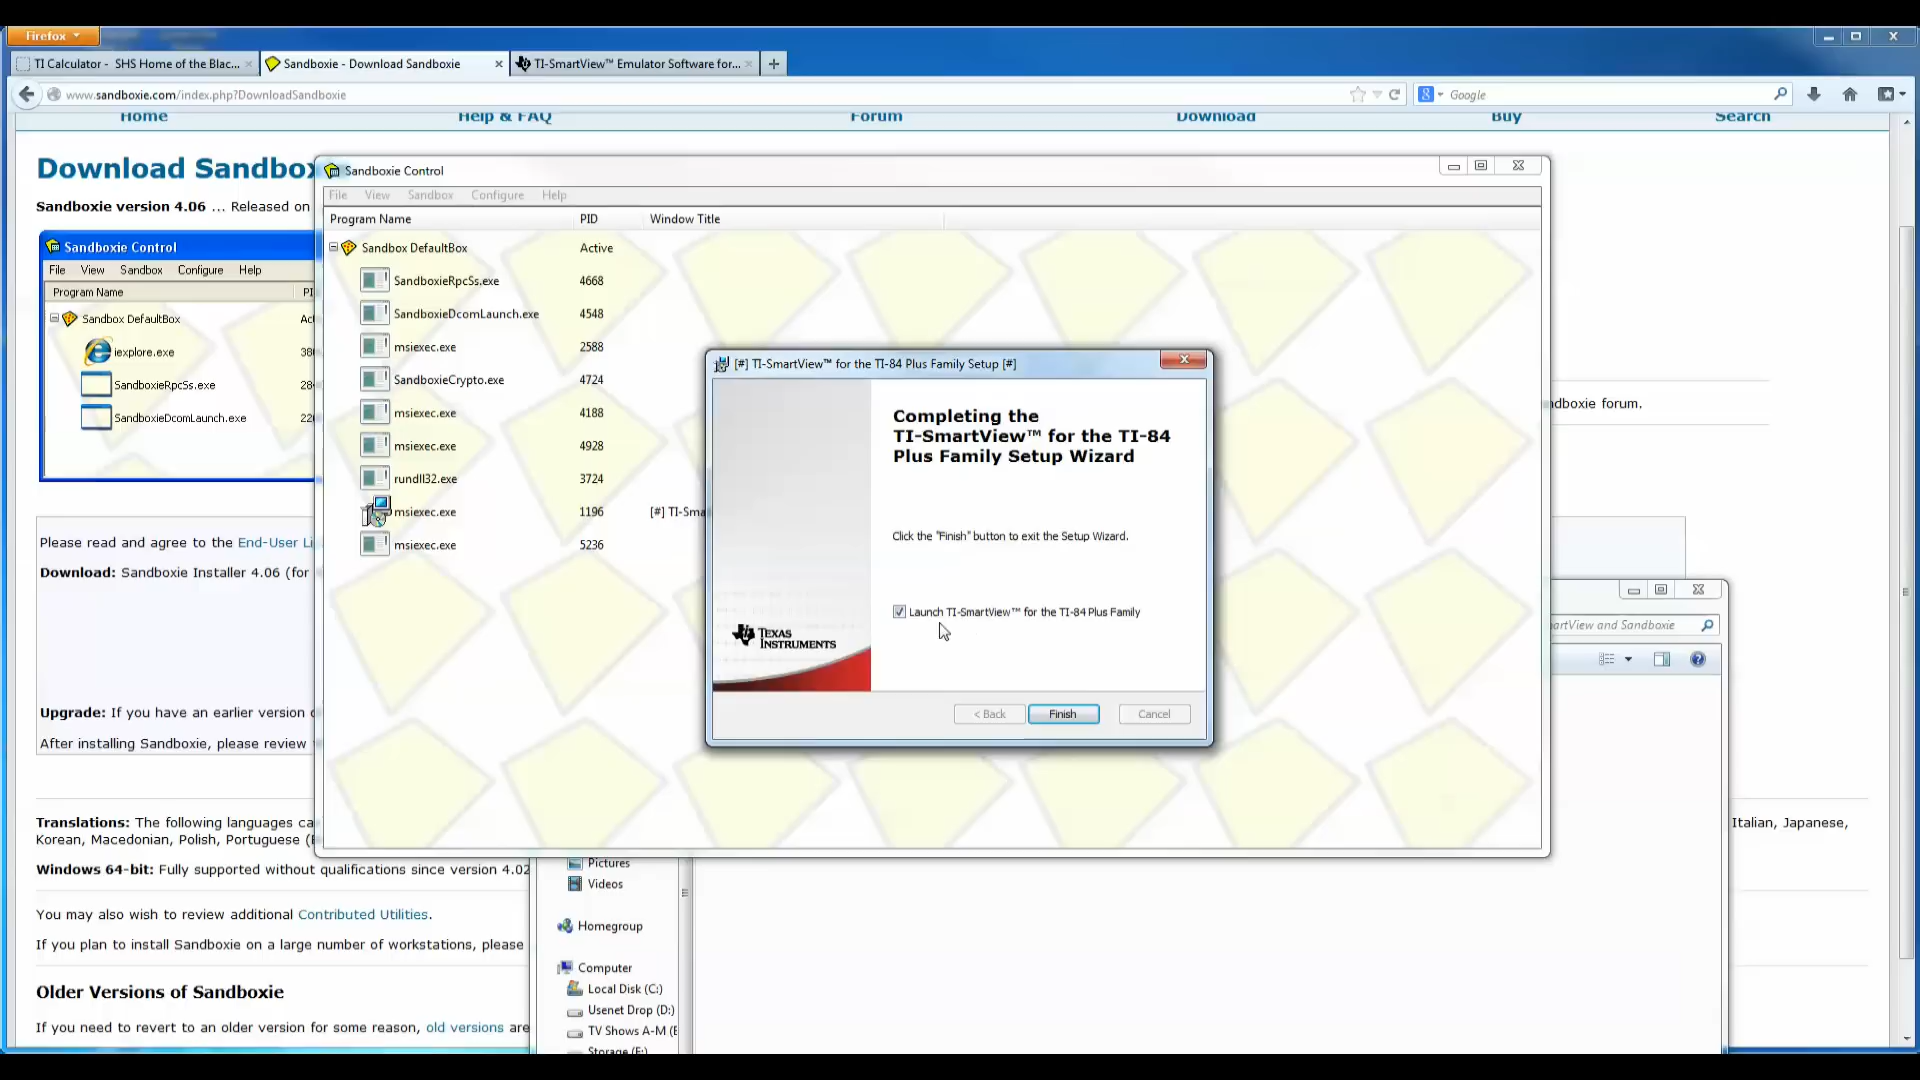 Firefox
TI Calculator - SHS Home of the Blac...
Sandboxie - Download Sandboxie
TI-SmartView™ Emulator Software for...
www.sandboxie.com/index.php?DownloadSandboxie
Google
Home
Help & FAQ
Forum
Download
Buy
Search
Download Sandbox
Sandboxie version 4.06 ... Released on
Sandboxie Control
File View Sandbox Configure Help
Program Name
Sandbox DefaultBox
iexplore.exe
SandboxieRpcSs.exe
SandboxieDcomLaunch.exe
Please read and agree to the End-User Li
Download: Sandboxie Installer 4.06 (for
Upgrade: If you have an earlier version
After installing Sandboxie, please review
Translations: The following languages ca
Italian, Japanese,
Korean, Macedonian, Polish, Portuguese (
Windows 64-bit: Fully supported without qualifications since version 4.02
You may also wish to review additional Contributed Utilities.
If you plan to install Sandboxie on a large number of workstations, please
Older Versions of Sandboxie
If you need to revert to an older version for some reason, old versions are
ndboxie forum.
Sandboxie Control
File View Sandbox Configure Help
Program Name PID Window Title
Sandbox DefaultBox Active
SandboxieRpcSs.exe 4668
SandboxieDcomLaunch.exe 4548
msiexec.exe 2588
SandboxieCrypto.exe 4724
msiexec.exe 4188
msiexec.exe 4928
rundll32.exe 3724
msiexec.exe 1196 [#] TI-Sma
msiexec.exe 5236
[#] TI-SmartView™ for the TI-84 Plus Family Setup [#]
Completing the
TI-SmartView™ for the TI-84
Plus Family Setup Wizard
Click the "Finish" button to exit the Setup Wizard.
Launch TI-SmartView™ for the TI-84 Plus Family
TEXAS
INSTRUMENTS
< Back
Finish
Cancel
artView and Sandboxie
Pictures
Videos
Homegroup
Computer
Local Disk (C:)
Usenet Drop (D:)
TV Shows A-M (E
Storage (F:)